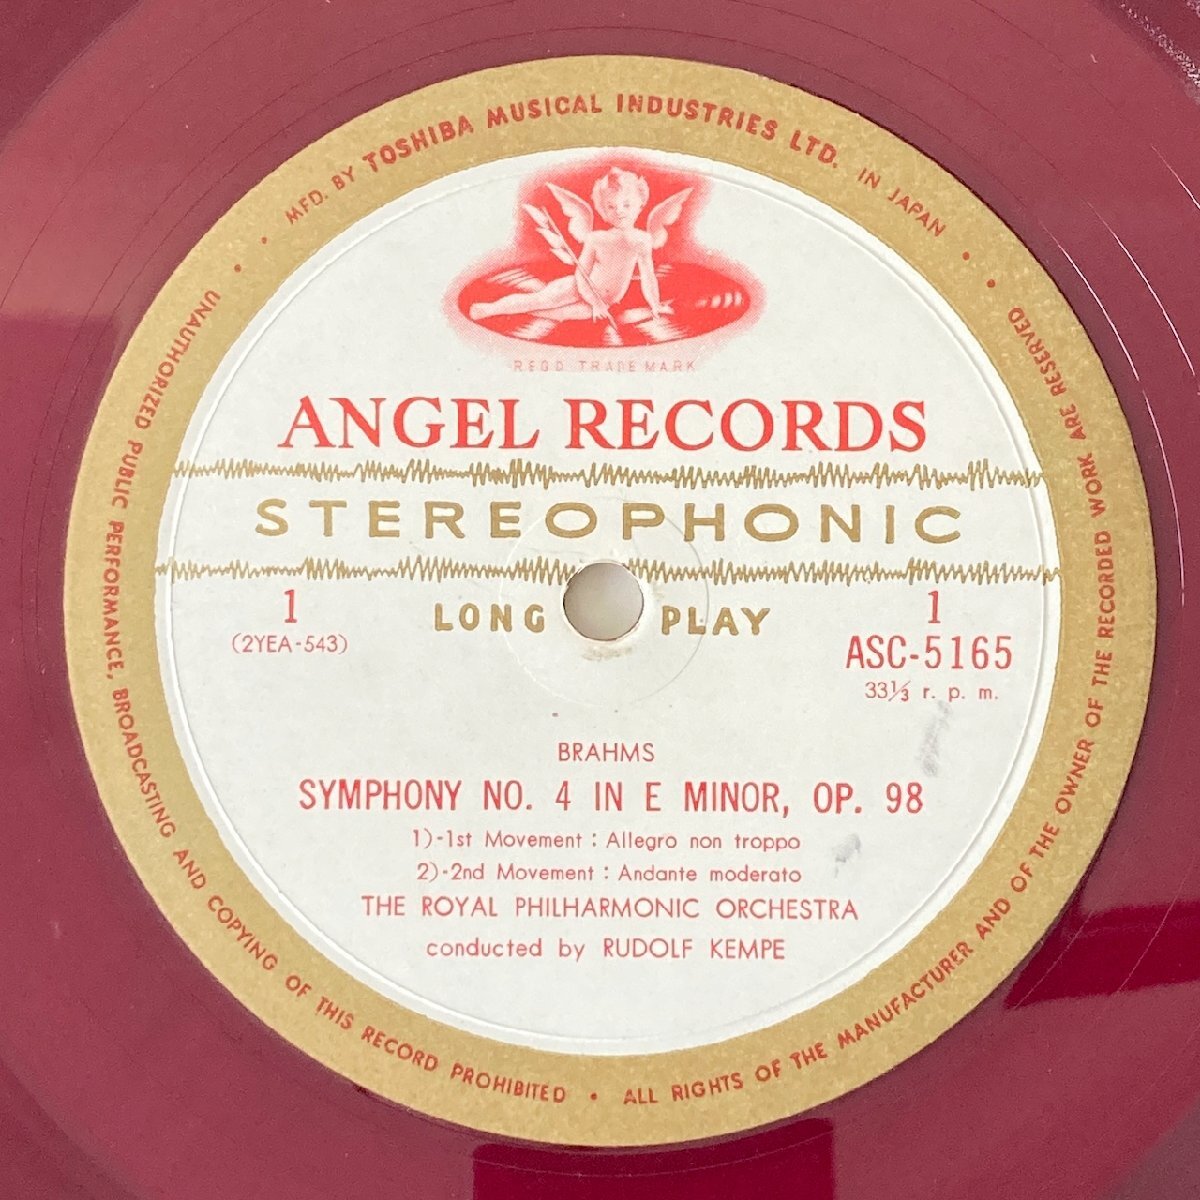 MFD. BY TOSHIBA MUSICAL INDUSTRIES LTD. IN JAPAN
REGD. TRADE MARK
ANGEL RECORDS
STEREOPHONIC
LONG PLAY
1
(2YEA-543)
1
ASC-5165
33⅓ r. p. m.
BRAHMS
SYMPHONY NO. 4 IN E MINOR, OP. 98
1)-1st Movement : Allegro non troppo
2)-2nd Movement : Andante moderato
THE ROYAL PHILHARMONIC ORCHESTRA
conducted by RUDOLF KEMPE
UNAUTHORIZED PUBLIC PERFORMANCE, BROADCASTING AND COPYING OF THIS RECORD PROHIBITED • ALL RIGHTS OF THE MANUFACTURER AND OF THE OWNER OF THE RECORDED WORK ARE RESERVED